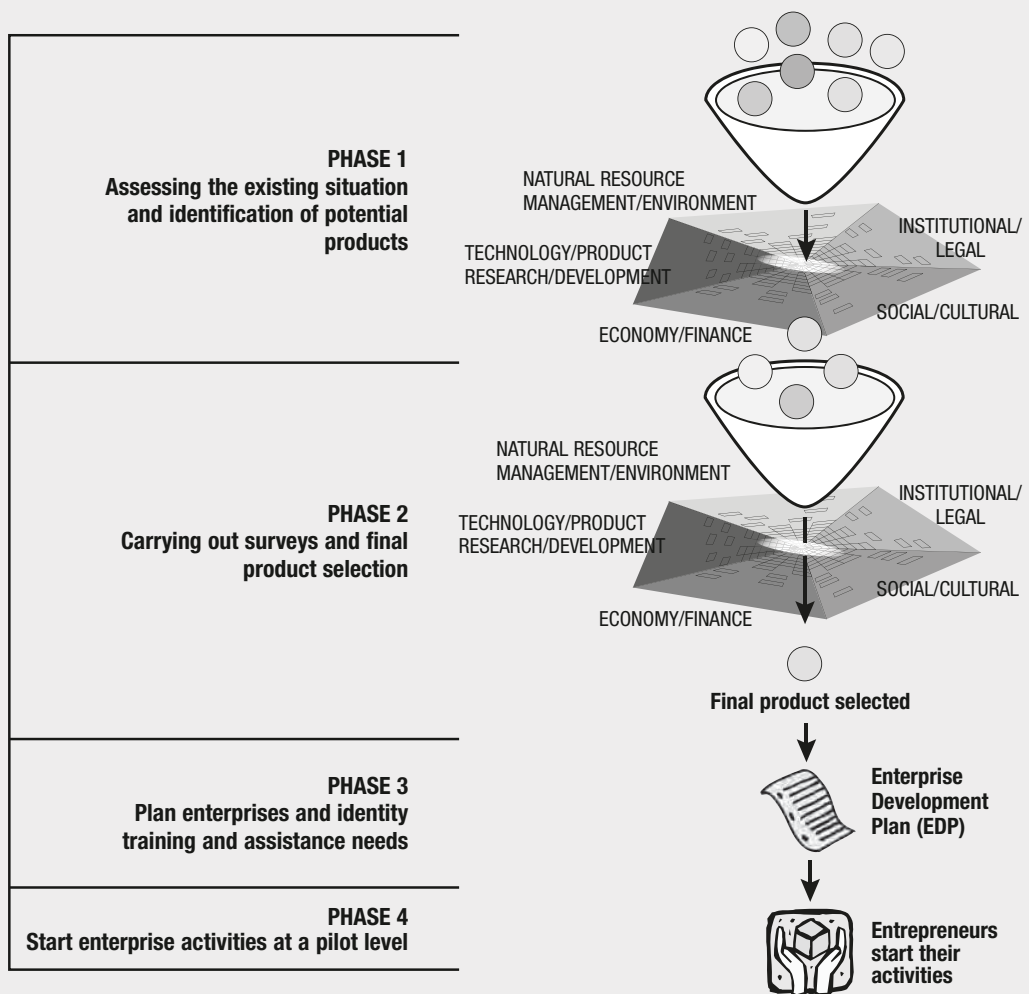 PHASE 1
Assessing the existing situation
and identification of potential
products
NATURAL RESOURCE
MANAGEMENT/ENVIRONMENT
INSTITUTIONAL/
LEGAL
TECHNOLOGY/PRODUCT
RESEARCH/DEVELOPMENT
SOCIAL/CULTURAL
ECONOMY/FINANCE
PHASE 2
Carrying out surveys and final
product selection
NATURAL RESOURCE
MANAGEMENT/ENVIRONMENT
INSTITUTIONAL/
LEGAL
TECHNOLOGY/PRODUCT
RESEARCH/DEVELOPMENT
SOCIAL/CULTURAL
ECONOMY/FINANCE
Final product selected
PHASE 3
Plan enterprises and identity
training and assistance needs
Enterprise
Development
Plan (EDP)
PHASE 4
Start enterprise activities at a pilot level
Entrepreneurs
start their
activities